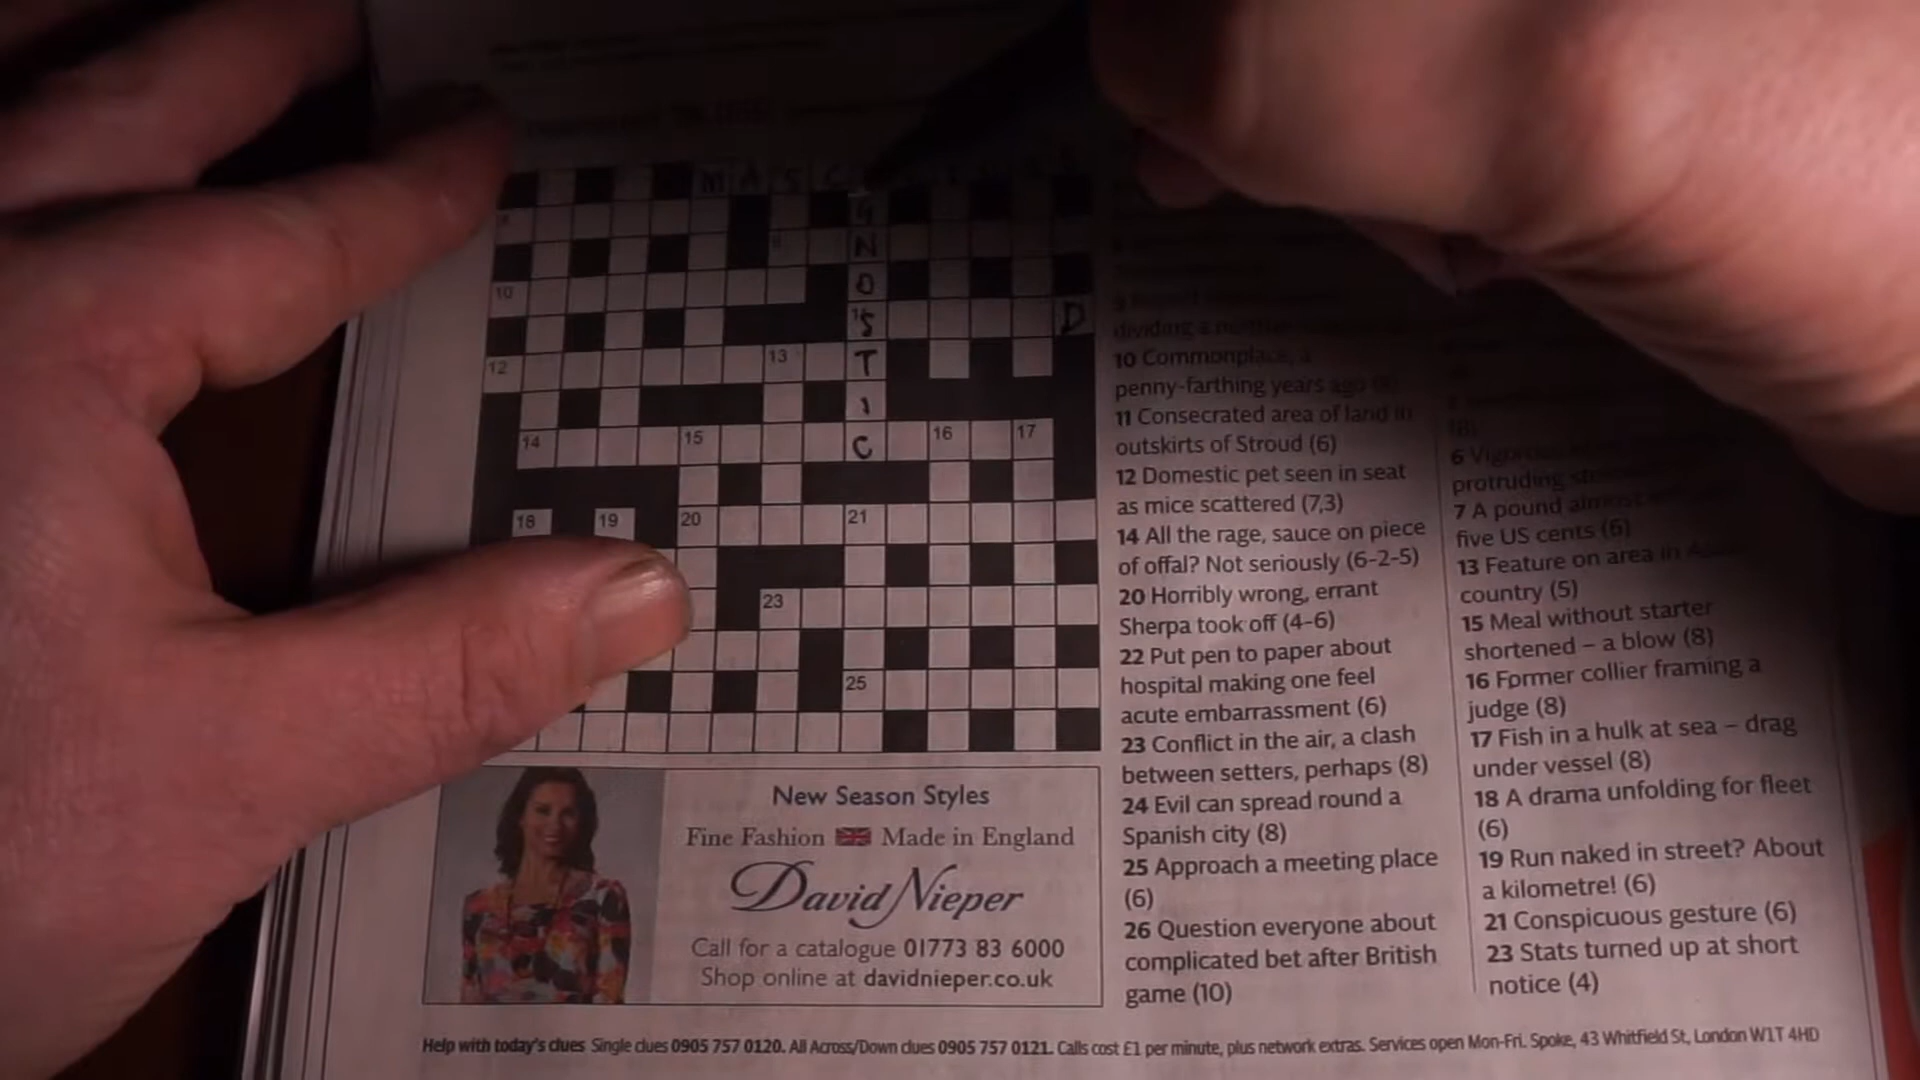 M A S C
G
N
O
10
S
D
12
13
T
I
14
15
C
16
17
18
19
20
21
23
25
dividing a
10 Commonplace, a
penny-farthing years ago
11 Consecrated area of land in
outskirts of Stroud (6)
12 Domestic pet seen in seat
as mice scattered (7,3)
14 All the rage, sauce on piece
of offal? Not seriously (6-2-5)
20 Horribly wrong, errant
Sherpa took off (4-6)
22 Put pen to paper about
hospital making one feel
acute embarrassment (6)
23 Conflict in the air, a clash
between setters, perhaps (8)
24 Evil can spread round a
Spanish city (8)
25 Approach a meeting place
(6)
26 Question everyone about
complicated bet after British
game (10)
6
protruding
7 A pound almost
five US cents (6)
13 Feature on area in
country (5)
15 Meal without starter
shortened – a blow (8)
16 Former collier framing a
judge (8)
17 Fish in a hulk at sea – drag
under vessel (8)
18 A drama unfolding for fleet
(6)
19 Run naked in street? About
a kilometre! (6)
21 Conspicuous gesture (6)
23 Stats turned up at short
notice (4)
New Season Styles
Fine Fashion Made in England
David Nieper
Call for a catalogue 01773 83 6000
Shop online at davidnieper.co.uk
Help with today's clues Single clues 0905 757 0120. All Across/Down clues 0905 757 0121. Calls cost £1 per minute, plus network extras. Services open Mon-Fri. Spoke, 43 Whitfield St, London W1T 4HD